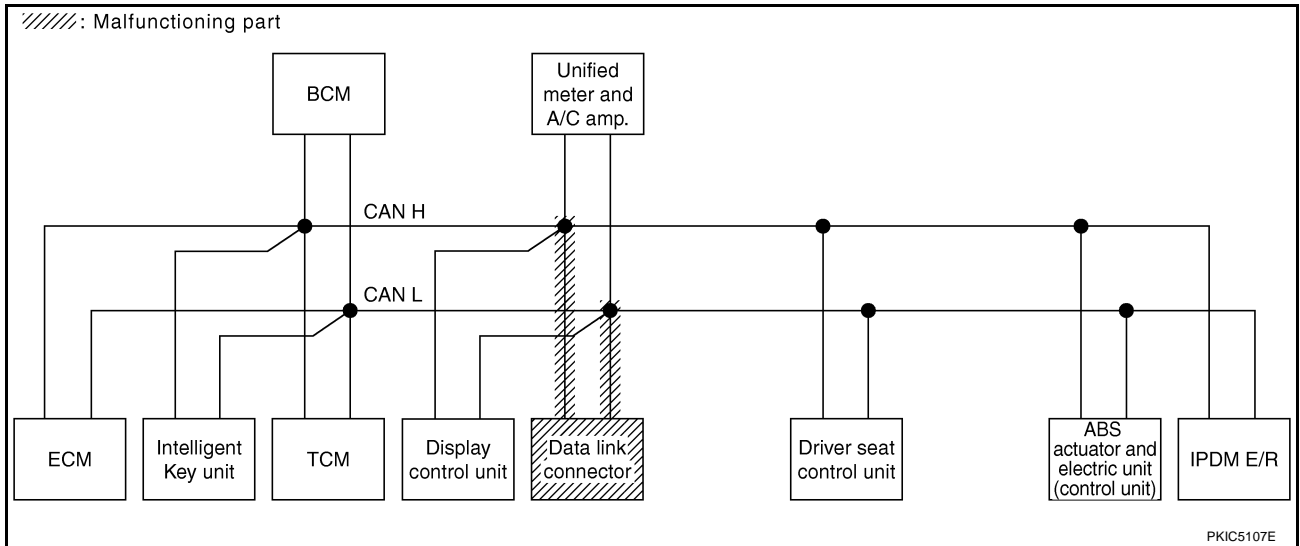 : Malfunctioning part
BCM
Unified
meter and
A/C amp.
CAN H
CAN L
ECM
Intelligent
Key unit
TCM
Display
control unit
Data link
connector
Driver seat
control unit
ABS
actuator and
electric unit
(control unit)
IPDM E/R
PKIC5107E